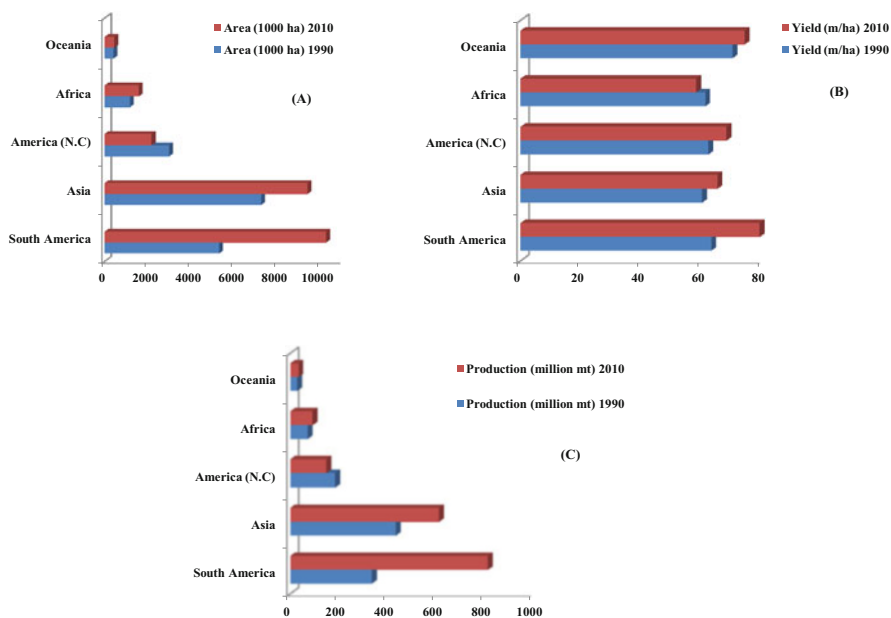 Area (1000 ha) 2010
Area (1000 ha) 1990
Oceania
Africa
America (N.C)
Asia
South America
(A)
0 2000 4000 6000 8000 10000
Yield (m/ha) 2010
Yield (m/ha) 1990
Oceania
Africa
America (N.C)
Asia
South America
(B)
0 20 40 60 80
Production (million mt) 2010
Production (million mt) 1990
Oceania
Africa
America (N.C)
Asia
South America
(C)
0 200 400 600 800 1000